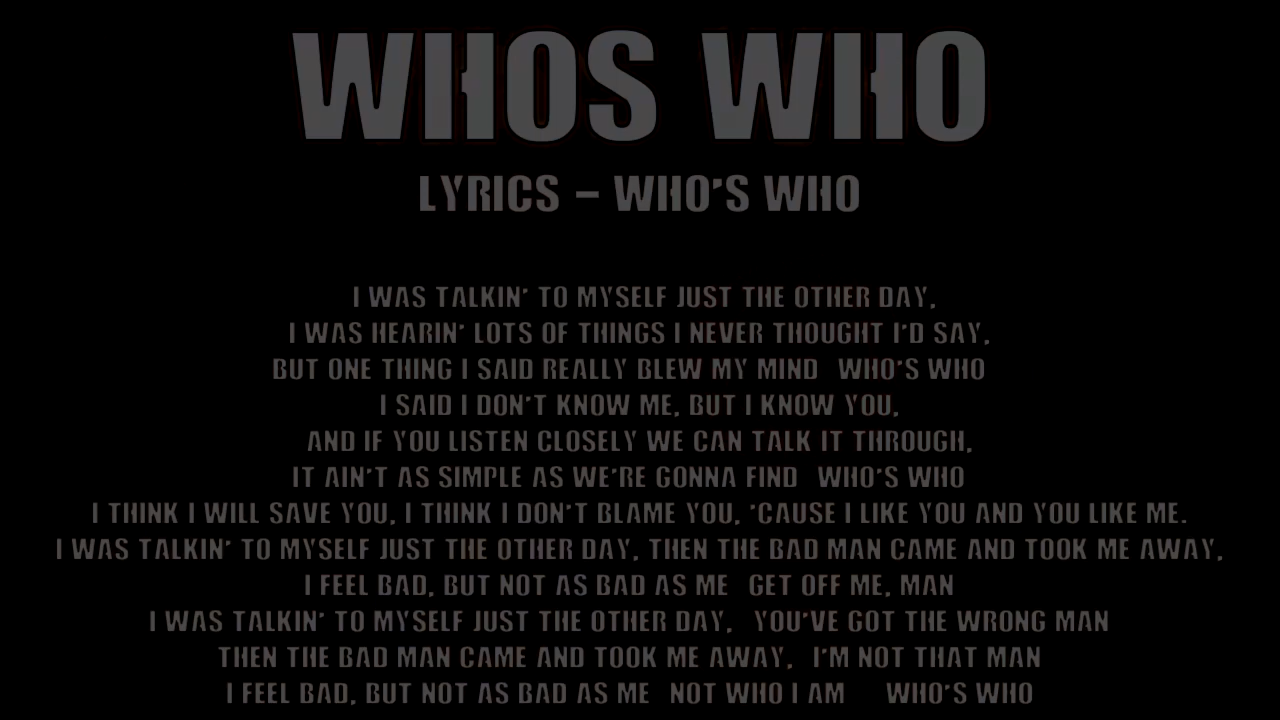 WHOS WHO
LYRICS – WHO'S WHO
I WAS TALKIN' TO MYSELF JUST THE OTHER DAY,
I WAS HEARIN' LOTS OF THINGS I NEVER THOUGHT I'D SAY,
BUT ONE THING I SAID REALLY BLEW MY MIND WHO'S WHO
I SAID I DON'T KNOW ME, BUT I KNOW YOU,
AND IF YOU LISTEN CLOSELY WE CAN TALK IT THROUGH,
IT AIN'T AS SIMPLE AS WE'RE GONNA FIND WHO'S WHO
I THINK I WILL SAVE YOU, I THINK I DON'T BLAME YOU, 'CAUSE I LIKE YOU AND YOU LIKE ME.
I WAS TALKIN' TO MYSELF JUST THE OTHER DAY, THEN THE BAD MAN CAME AND TOOK ME AWAY,
I FEEL BAD, BUT NOT AS BAD AS ME GET OFF ME, MAN
I WAS TALKIN' TO MYSELF JUST THE OTHER DAY, YOU'VE GOT THE WRONG MAN
THEN THE BAD MAN CAME AND TOOK ME AWAY, I'M NOT THAT MAN
I FEEL BAD, BUT NOT AS BAD AS ME NOT WHO I AM WHO'S WHO